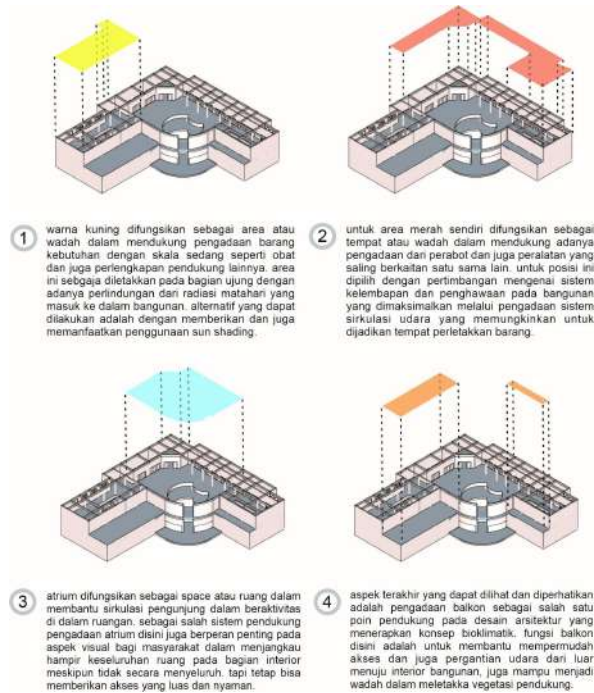 1
warna kuning difungsikan sebagai area atau
wadah dalam mendukung pengadaan barang
kebutuhan dengan skala sedang seperti obat
dan juga perlengkapan pendukung lainnya. area
ini sebgaja diletakkan pada bagian ujung dengan
adanya perlindungan dari radiasi matahari yang
masuk ke dalam bangunan. alternatif yang dapat
dilakukan adalah dengan memberikan dan juga
memanfaatkan penggunaan sun shading.
2
untuk area merah sendiri difungsikan sebagai
tempat atau wadah dalam mendukung adanya
pengadaan dari perabot dan juga peralatan yang
saling berkaitan satu sama lain. untuk posisi ini
dipilih dengan pertimbangan mengenai sistem
kelembapan dan penghawaan pada bangunan
yang dimaksimalkan melalui pengadaan sistem
sirkulasi udara yang memungkinkan untuk
dijadikan tempat perletakkan barang.
3
atrium difungsikan sebagai space atau ruang dalam
membantu sirkulasi pengunjung dalam beraktivitas
di dalam ruangan. sebagai salah sistem pendukung
pengadaan atrium disini juga berperan penting pada
aspek visual bagi masyarakat dalam menjangkau
hampir keseluruhan ruang pada bagian interior
meskipun tidak secara menyeluruh. tapi tetap bisa
memberikan akses yang luas dan nyaman.
4
aspek terakhir yang dapat dilihat dan diperhatikan
adalah pengadaan balkon sebagai salah satu
poin pendukung pada desain arsitektur yang
menerapkan konsep bioklimatik. fungsi balkon
disini adalah untuk membantu mempermudah
akses dan juga pergantian udara dari luar
menuju interior bangunan, juga mampu menjadi
wadah dalam meletakka vegetasi pendukung.